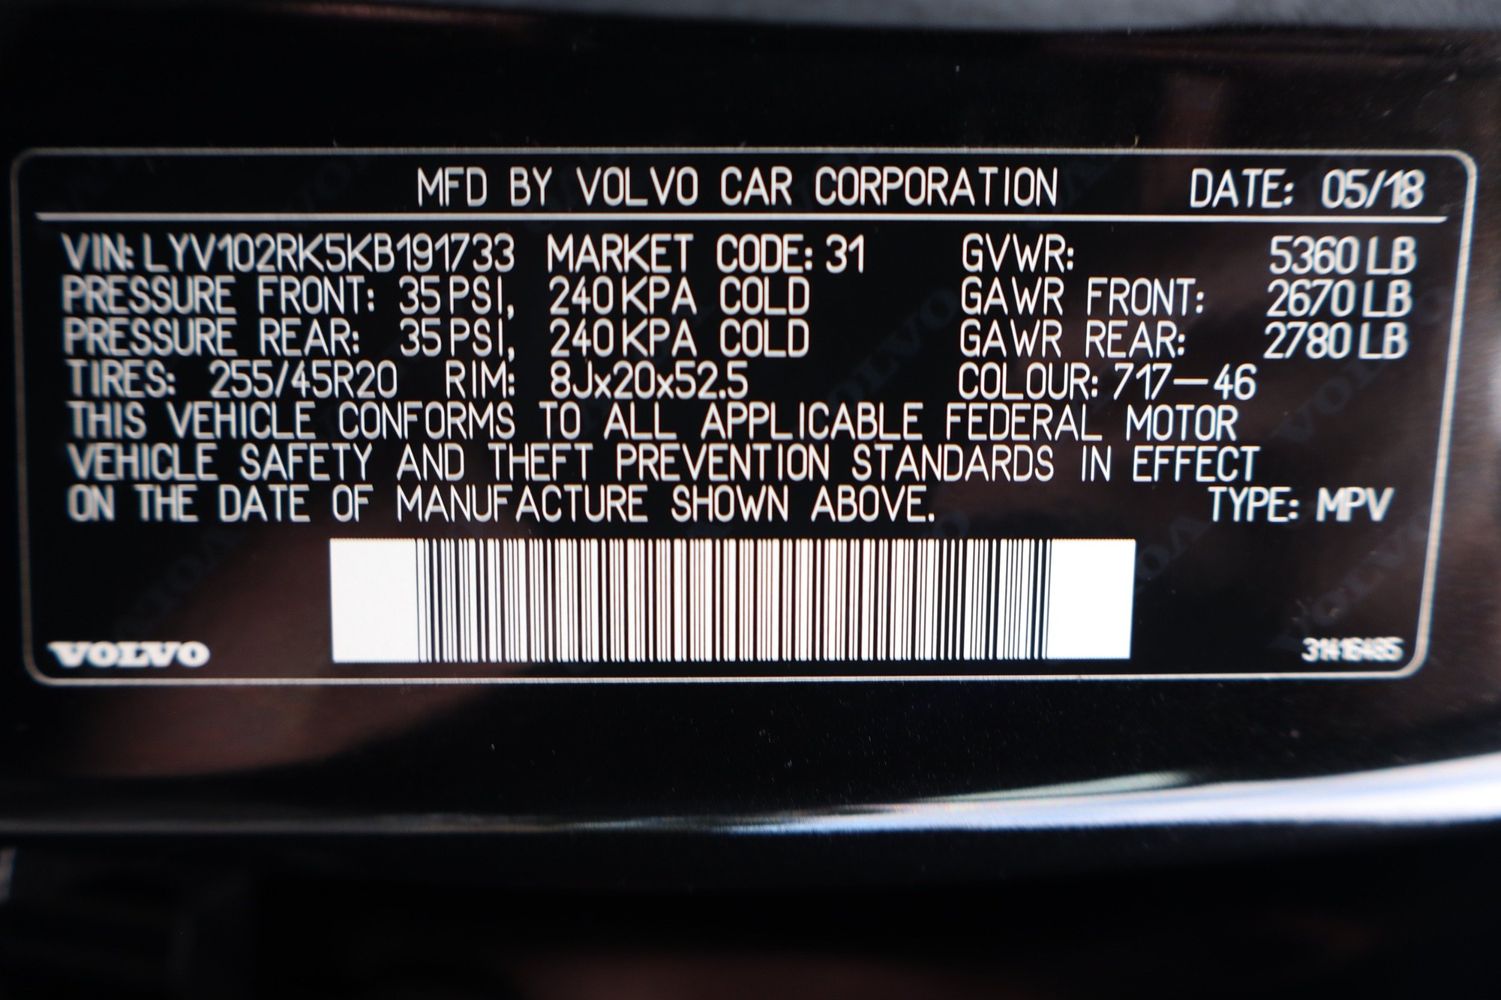 MFD BY VOLVO CAR CORPORATION DATE: 05/18
VIN: LYV102RK5KB191733 MARKET CODE: 31 GVWR: 5360 LB
PRESSURE FRONT: 35 PSI, 240 KPA COLD GAWR FRONT: 2670 LB
PRESSURE REAR: 35 PSI, 240 KPA COLD GAWR REAR: 2780 LB
TIRES: 255/45R20 RIM: 8Jx20x52.5 COLOUR: 717-46
THIS VEHICLE CONFORMS TO ALL APPLICABLE FEDERAL MOTOR
VEHICLE SAFETY AND THEFT PREVENTION STANDARDS IN EFFECT
ON THE DATE OF MANUFACTURE SHOWN ABOVE. TYPE: MPV
VOLVO 31416485